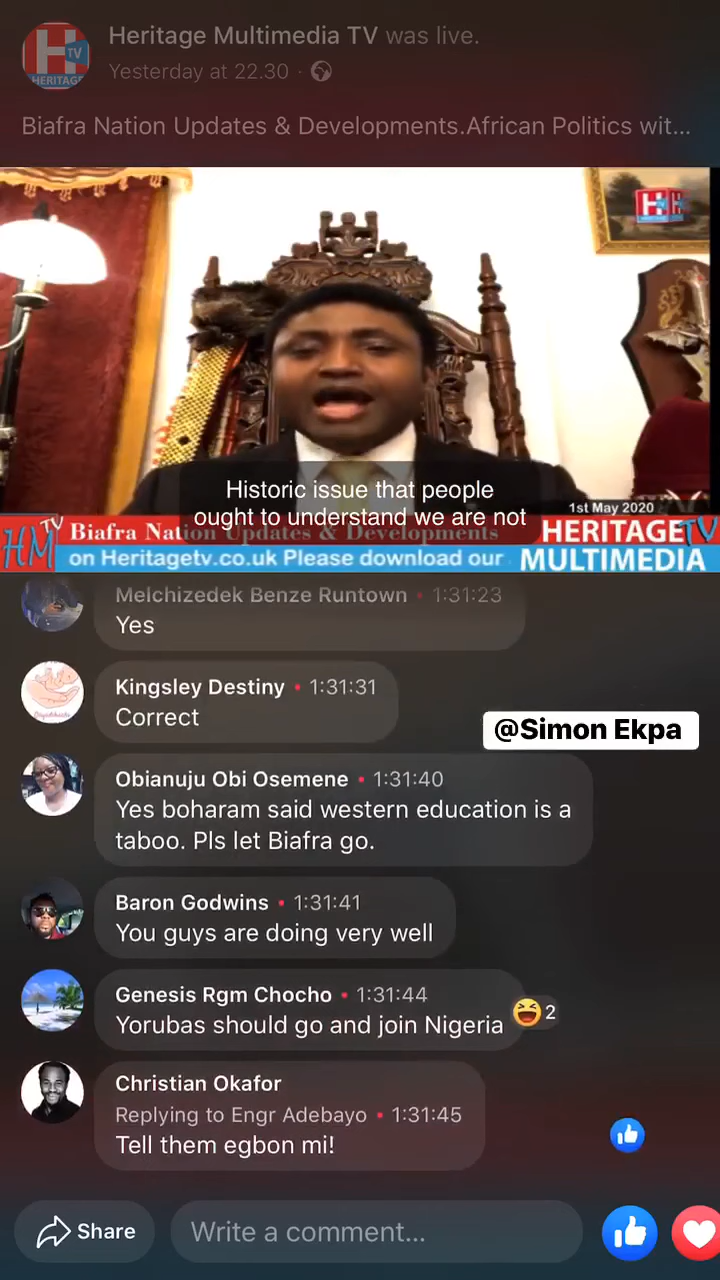 Heritage Multimedia TV was live.
Yesterday at 22.30
Biafra Nation Updates & Developments.African Politics wit...
H TV
HERITAGE
Historic issue that people
ought to understand we are not
1st May 2020
HM TV
Biafra Nation Updates & Developments
on Heritagetv.co.uk Please download our
HERITAGE TV
MULTIMEDIA
Melchizedek Benze Runtown • 1:31:23
Yes
Kingsley Destiny • 1:31:31
Correct
@Simon Ekpa
Obianuju Obi Osemene • 1:31:40
Yes boharam said western education is a
taboo. Pls let Biafra go.
Baron Godwins • 1:31:41
You guys are doing very well
Genesis Rgm Chocho • 1:31:44
Yorubas should go and join Nigeria
2
Christian Okafor
Replying to Engr Adebayo • 1:31:45
Tell them egbon mi!
Share
Write a comment...